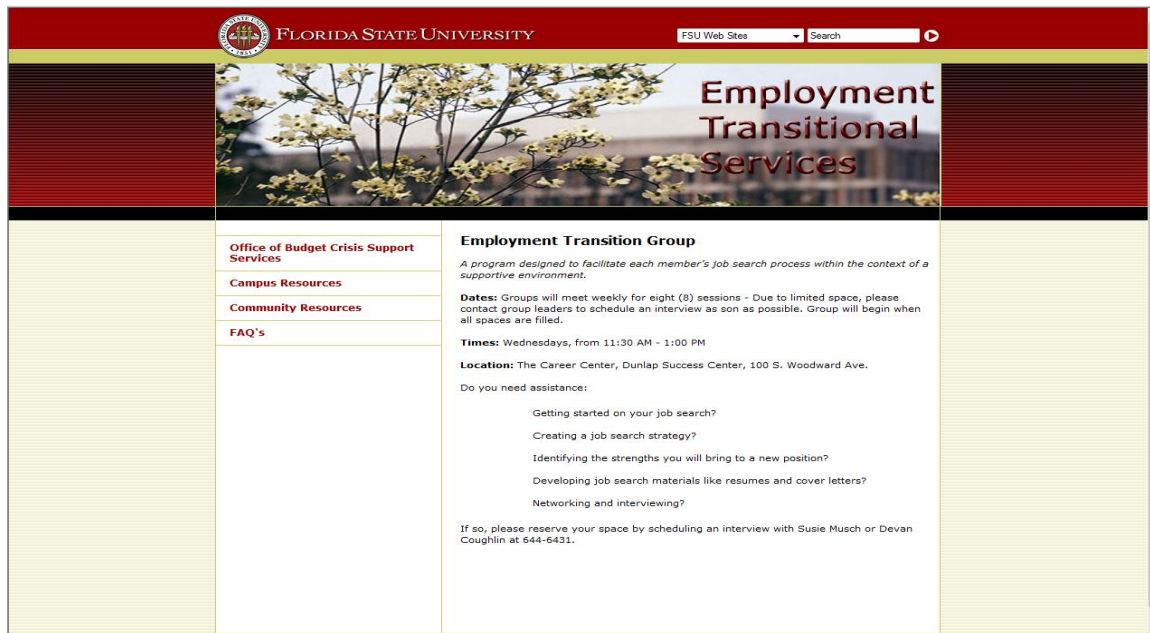 FLORIDA STATE UNIVERSITY
FSU Web Sites
Search
Employment
Transitional
Services
Office of Budget Crisis Support
Services
Campus Resources
Community Resources
FAQ's
Employment Transition Group
A program designed to facilitate each member's job search process within the context of a
supportive environment.
Dates: Groups will meet weekly for eight (8) sessions - Due to limited space, please
contact group leaders to schedule an interview as son as possible. Group will begin when
all spaces are filled.
Times: Wednesdays, from 11:30 AM - 1:00 PM
Location: The Career Center, Dunlap Success Center, 100 S. Woodward Ave.
Do you need assistance:
Getting started on your job search?
Creating a job search strategy?
Identifying the strengths you will bring to a new position?
Developing job search materials like resumes and cover letters?
Networking and interviewing?
If so, please reserve your space by scheduling an interview with Susie Musch or Devan
Coughlin at 644-6431.